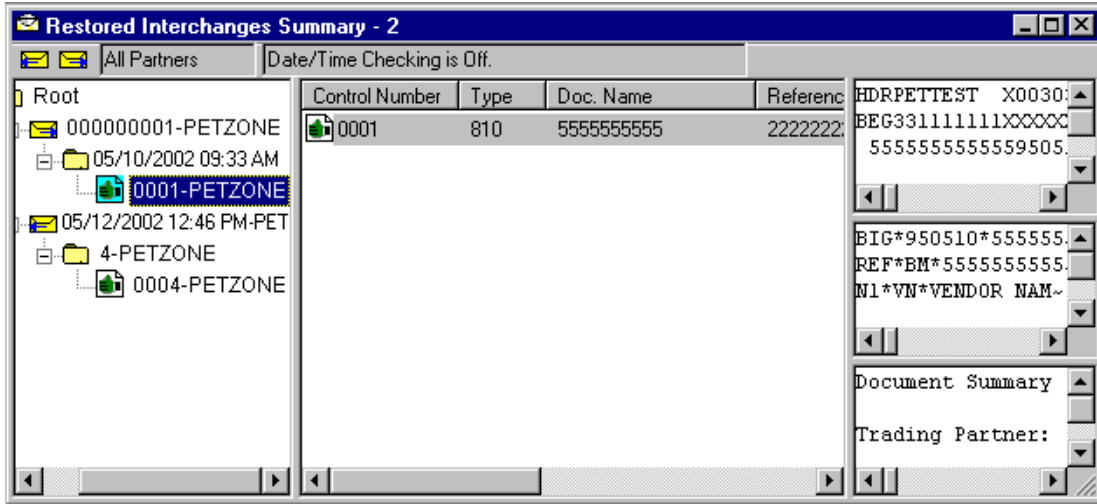 Restored Interchanges Summary - 2
All Partners Date/Time Checking is Off.
Root
000000001-PETZONE
05/10/2002 09:33 AM
0001-PETZONE
05/12/2002 12:46 PM-PET
4-PETZONE
0004-PETZONE
Control Number Type Doc. Name Referenc
0001 810 5555555555 2222222
HDRPETTEST X0030
BEG331111111XXXXX
5555555555559505.
BIG*950510*555555.
REF*BM*5555555555.
N1*VN*VENDOR NAM~
Document Summary
Trading Partner: